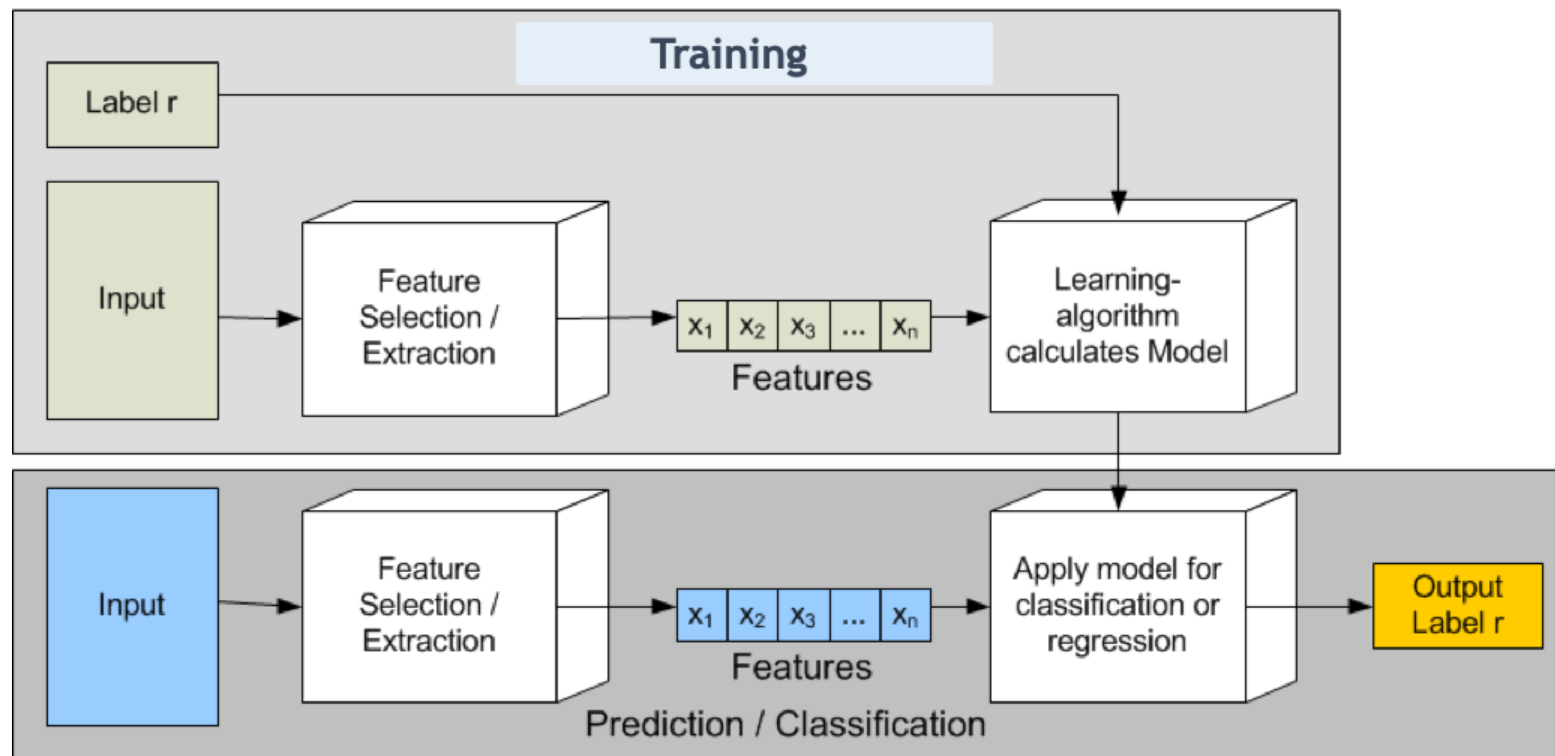 Training
Label r
Input
Feature
Selection /
Extraction
x₁ x₂ x₃ ... xₙ
Features
Learning-
algorithm
calculates Model
Input
Feature
Selection /
Extraction
x₁ x₂ x₃ ... xₙ
Features
Apply model for
classification or
regression
Output
Label r
Prediction / Classification